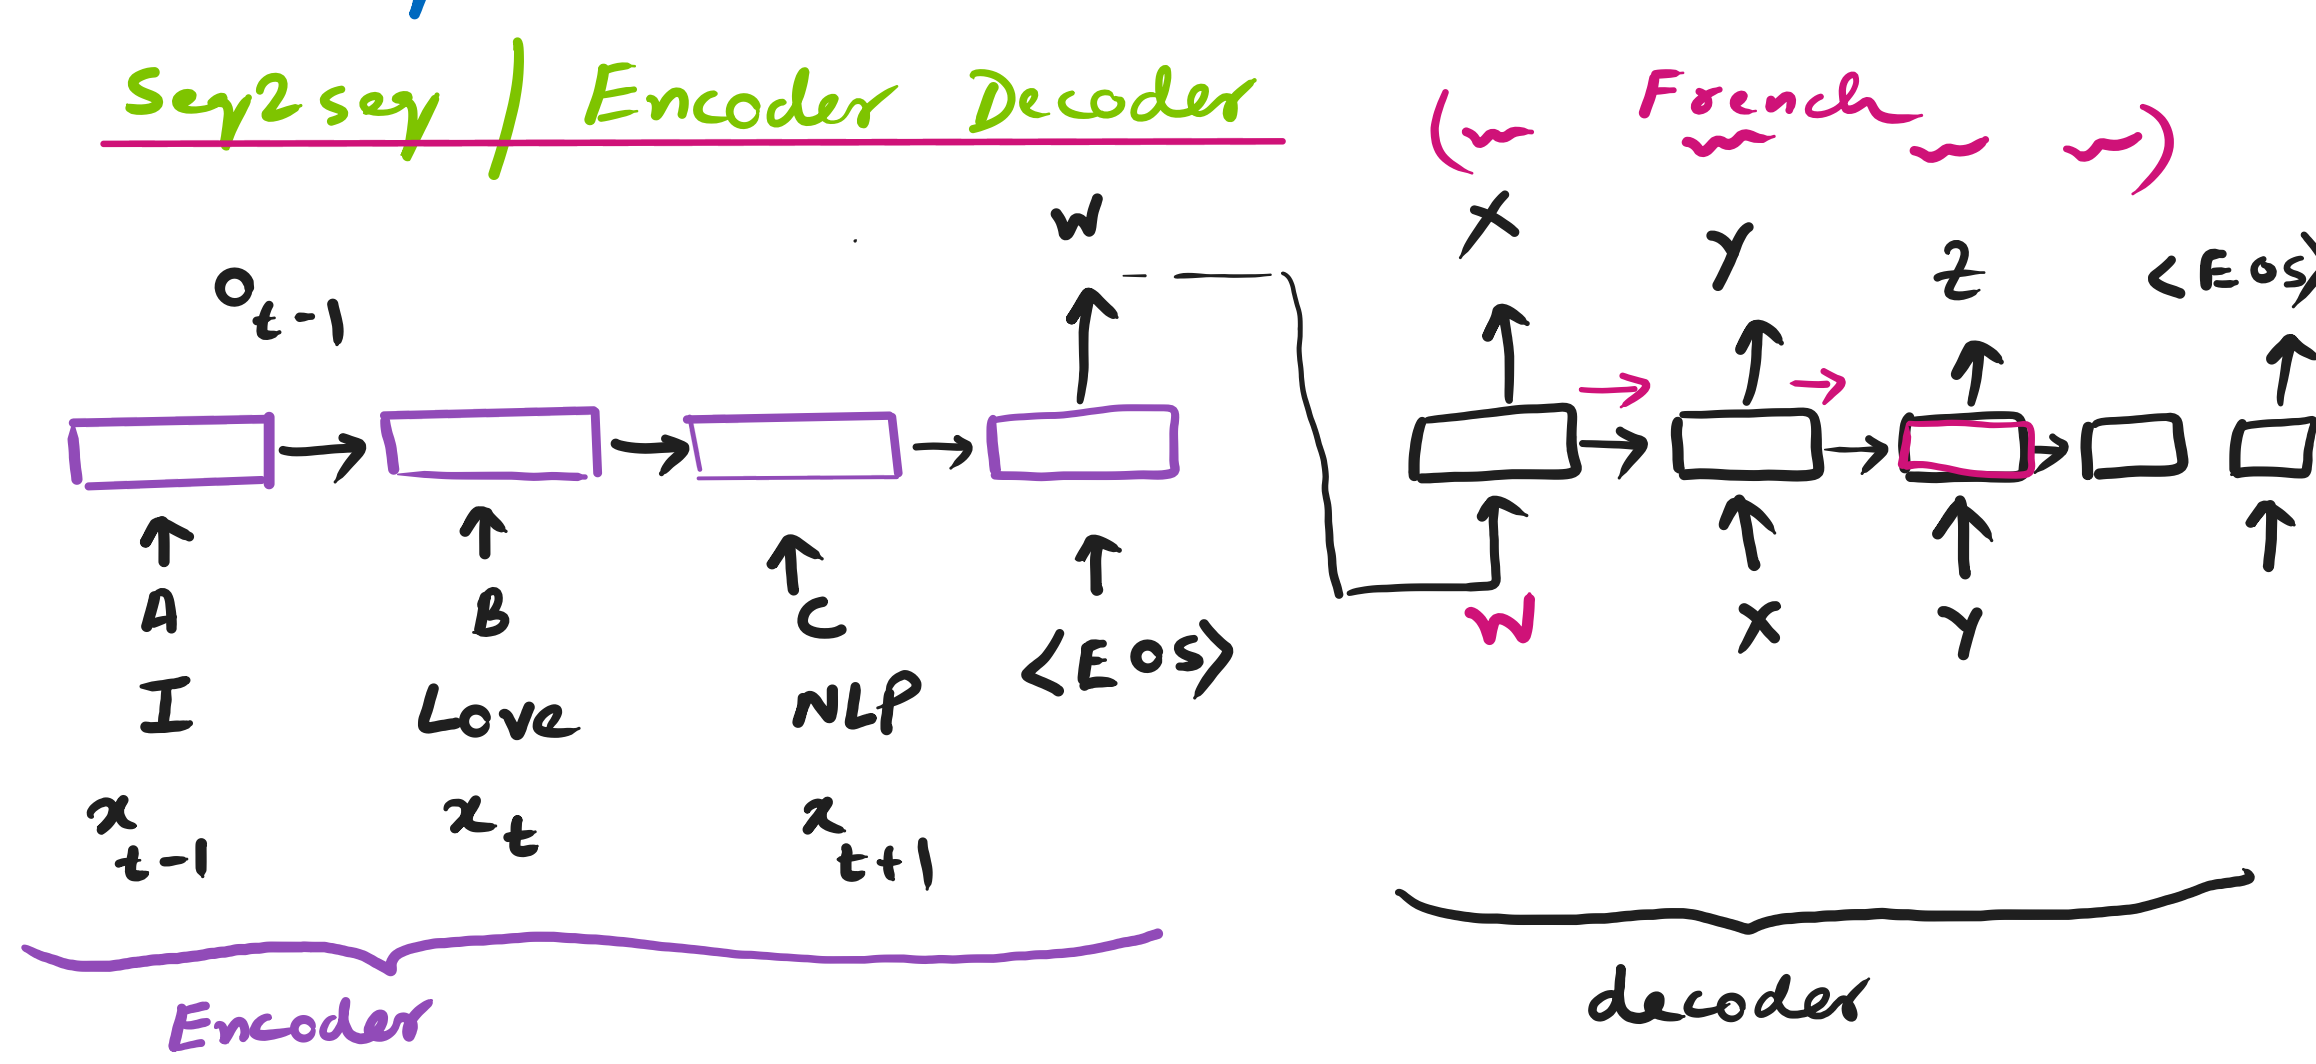 Seq2seq / Encoder Decoder
French
W
X
Y
Z
<EOS>
O t-1
A
B
C
<EOS>
W
X
Y
I
Love
NLP
x t-1
x t
x t+1
Encoder
decoder